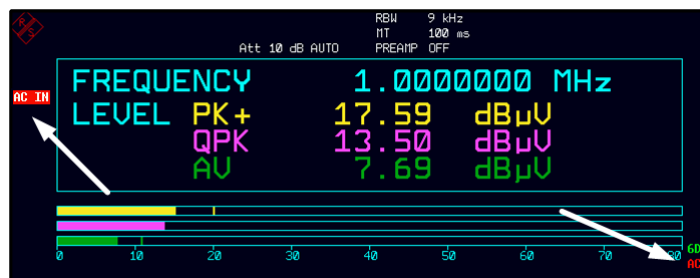 RBW 9 kHz
MT 100 ms
Att 10 dB AUTO PREAMP OFF
FREQUENCY 1.0000000 MHz
AC IN
LEVEL PK+ 17.59 dBµV
QPK 13.50 dBµV
AV 7.69 dBµV
0 10 20 30 40 50 60 70 80
6D
AC